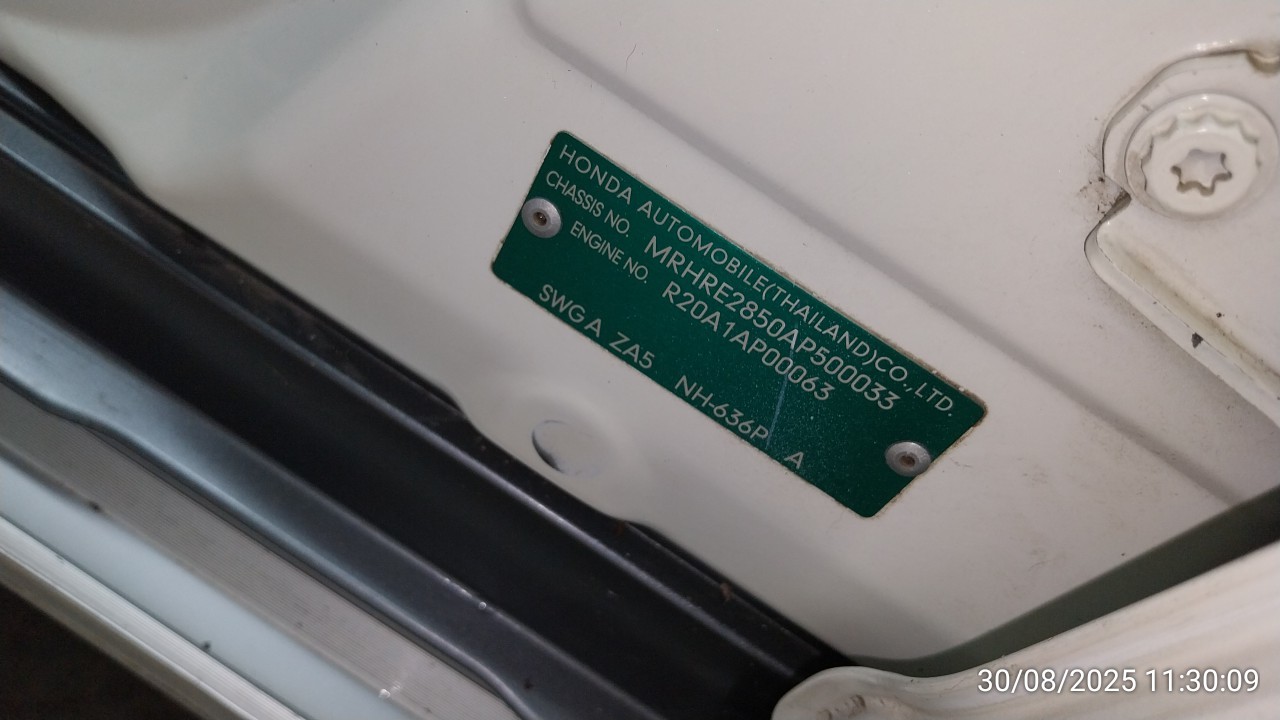 HONDA AUTOMOBILE(THAILAND)CO.,LTD.
CHASSIS NO. MRHRE2850AP500033
ENGINE NO. R20A1AP00063
SWGA ZA5 NH-636P A
30/08/2025 11:30:09